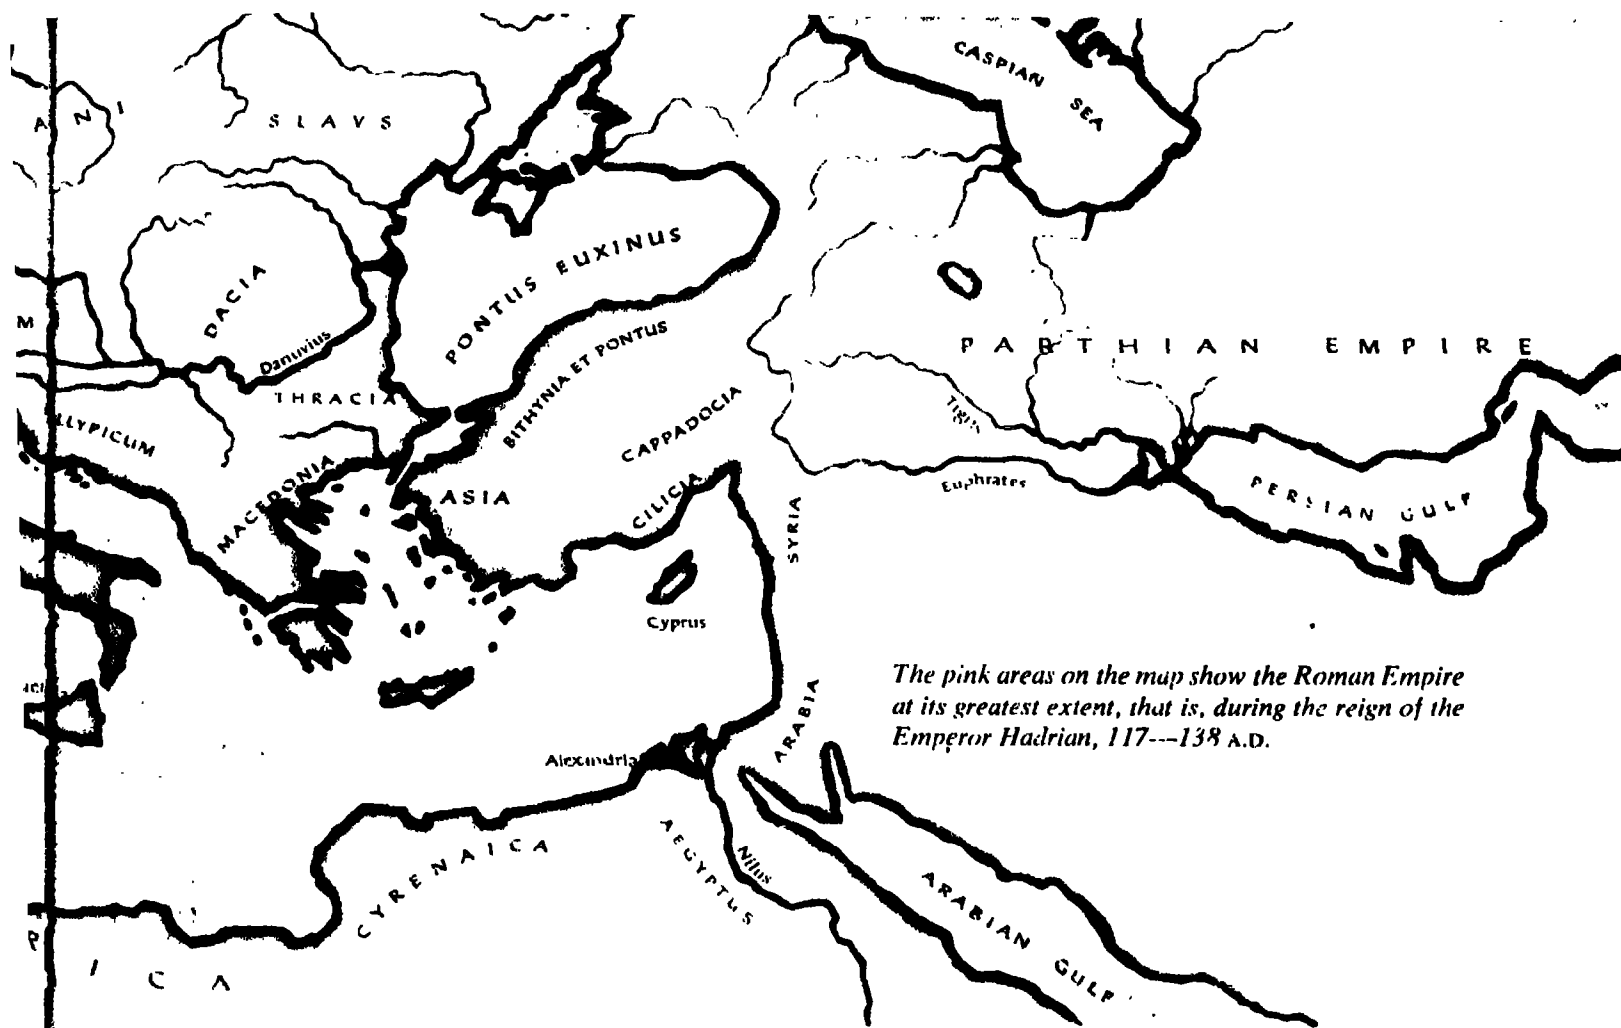 CASPIAN SEA
A N I
SLAVS
PONTUS EUXINUS
DACIA
M
Danuvius
BITHYNIA ET PONTUS
PARTHIAN EMPIRE
THRACIA
CAPPADOCIA
Tigris
LLYPICUM
MACEDONIA
ASIA
CILICIA
Euphrates
PERSIAN GULF
SYRIA
Cyprus
The pink areas on the map show the Roman Empire
at its greatest extent, that is, during the reign of the
Emperor Hadrian, 117---138 A.D.
ARABIA
Alexandria
CYRENAICA
AEGYPTUS
Nilus
ARABIAN GULF
I C A